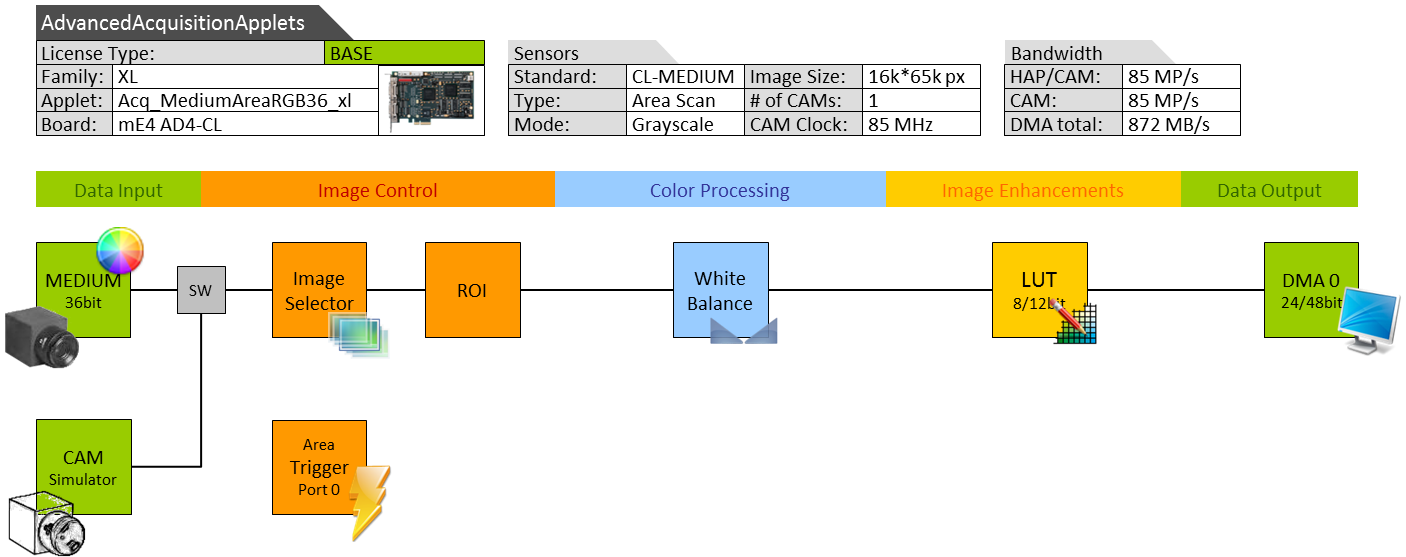 AdvancedAcquisitionApplets
License Type: BASE
Family: XL
Applet: Acq_MediumAreaRGB36_xl
Board: mE4 AD4-CL
Sensors
Standard: CL-MEDIUM Image Size: 16k*65k px
Type: Area Scan # of CAMs: 1
Mode: Grayscale CAM Clock: 85 MHz
Bandwidth
HAP/CAM: 85 MP/s
CAM: 85 MP/s
DMA total: 872 MB/s
Data Input Image Control Color Processing Image Enhancements Data Output
MEDIUM
36bit
SW
Image
Selector
ROI
White
Balance
LUT
8/12bit
DMA 0
24/48bit
CAM
Simulator
Area
Trigger
Port 0